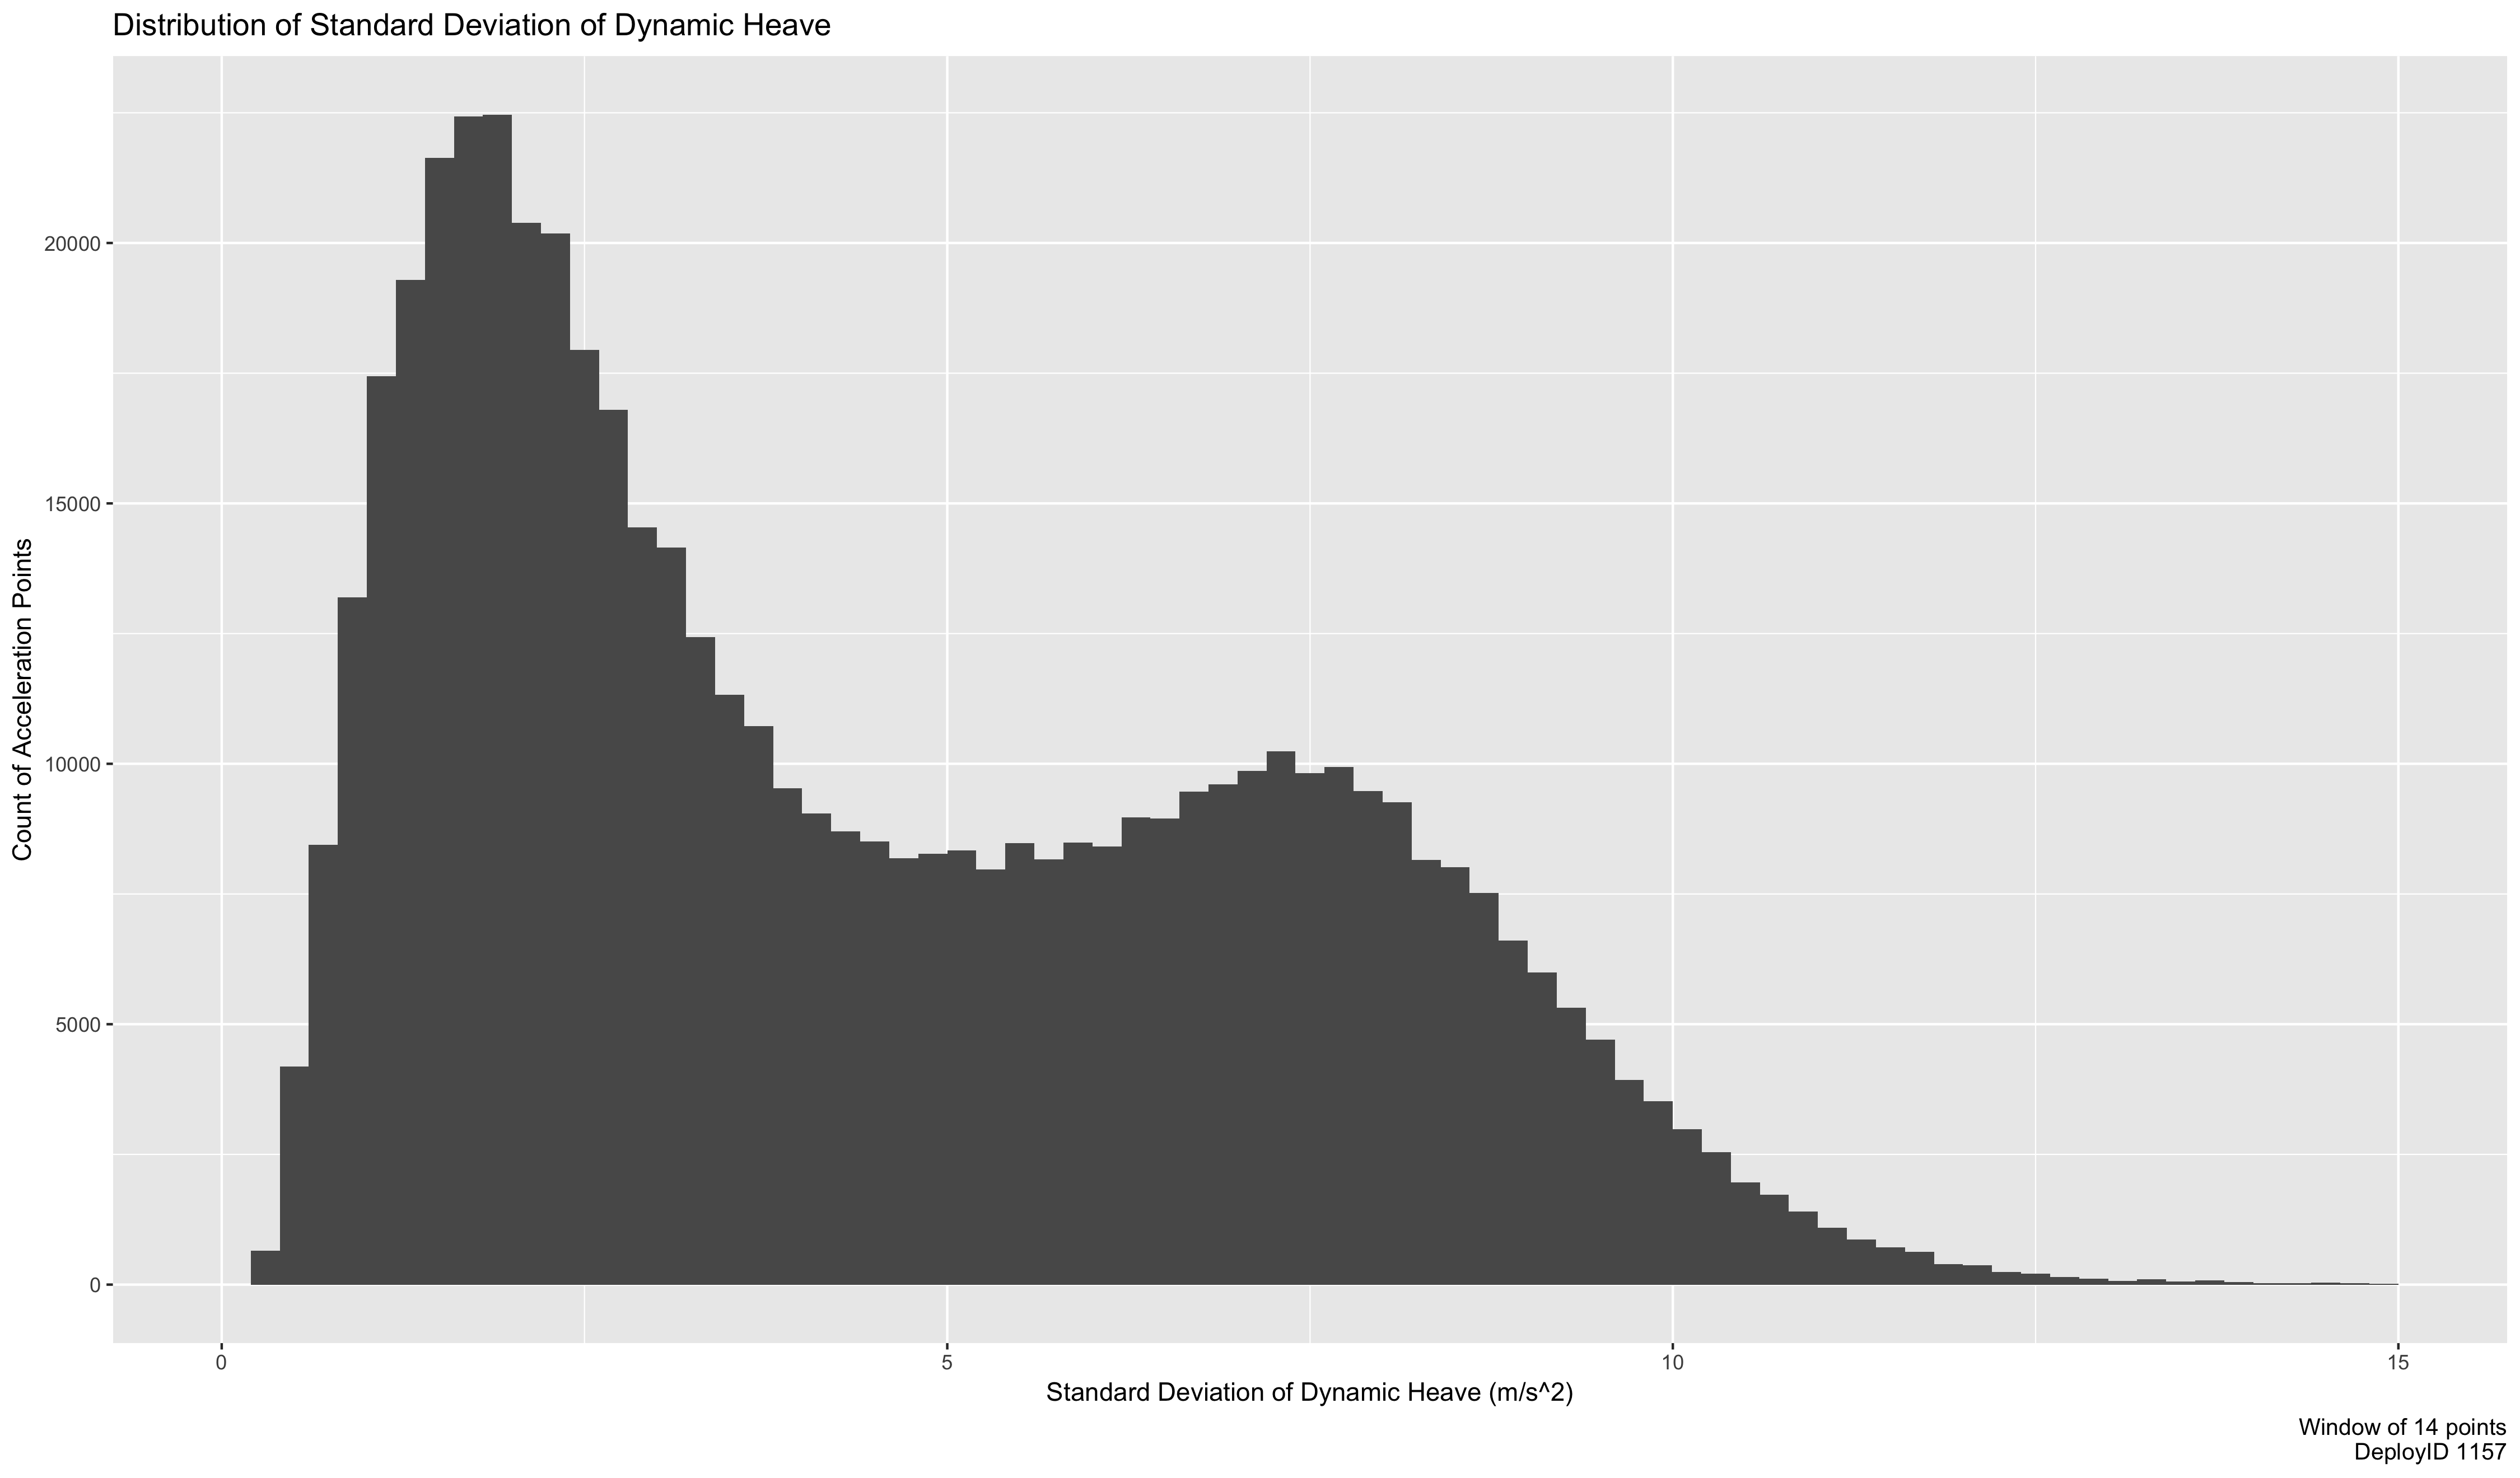 Distribution of Standard Deviation of Dynamic Heave
Count of Acceleration Points
20000
15000
10000
5000
0
0
5
10
15
Standard Deviation of Dynamic Heave (m/s^2)
Window of 14 points
DeployID 1157